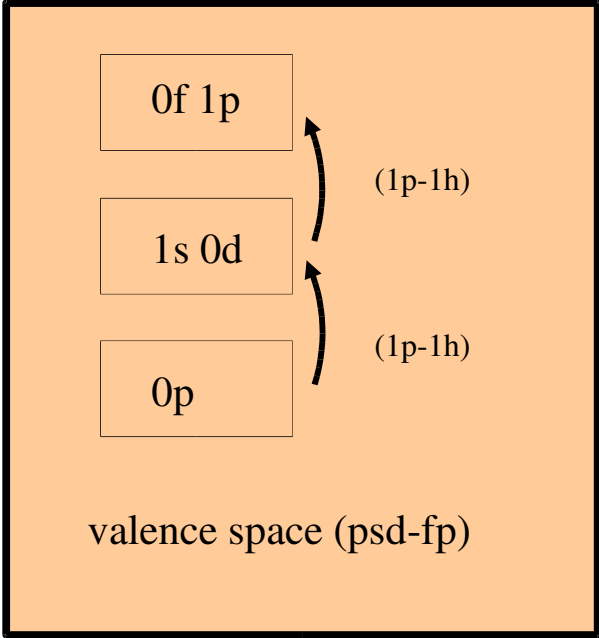 0f 1p
(1p-1h)
1s 0d
(1p-1h)
0p
valence space (psd-fp)